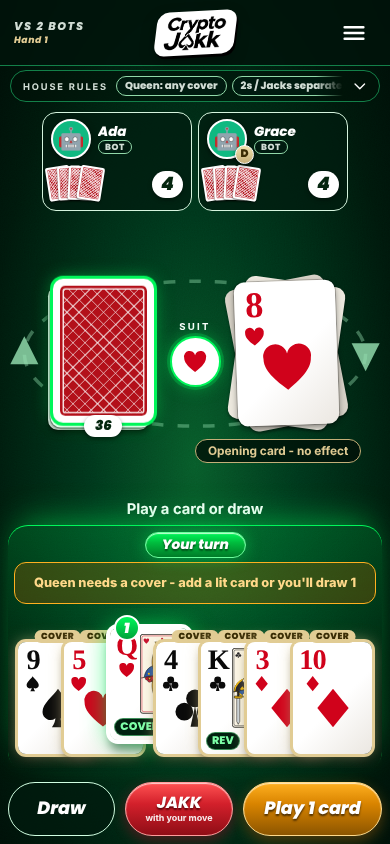 VS 2 BOTS
Hand 1
Crypto
Jakk
HOUSE RULES
Queen: any cover
2s / Jacks separate
Ada
BOT
4
Grace
BOT
D
4
36
SUIT
8
Opening card - no effect
Play a card or draw
Your turn
Queen needs a cover - add a lit card or you'll draw 1
COVER
COVER
COVER
COVER
COVER
1
9
5
Q
4
K
3
10
REV
Draw
JAKK
with your move
Play 1 card